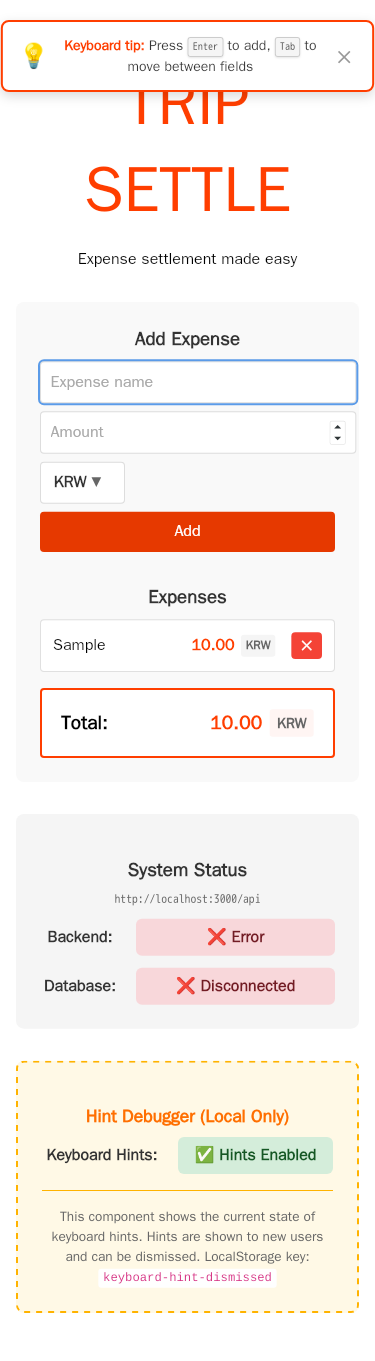 Keyboard tip: Press Enter to add, Tab to
move between fields
TRIP
SETTLE
Expense settlement made easy
Add Expense
Expense name
Amount
KRW ▼
Add
Expenses
Sample 10.00 KRW
Total: 10.00 KRW
System Status
http://localhost:3000/api
Backend: ❌ Error
Database: ❌ Disconnected
Hint Debugger (Local Only)
Keyboard Hints: ✅ Hints Enabled
This component shows the current state of
keyboard hints. Hints are shown to new users
and can be dismissed. LocalStorage key:
keyboard-hint-dismissed